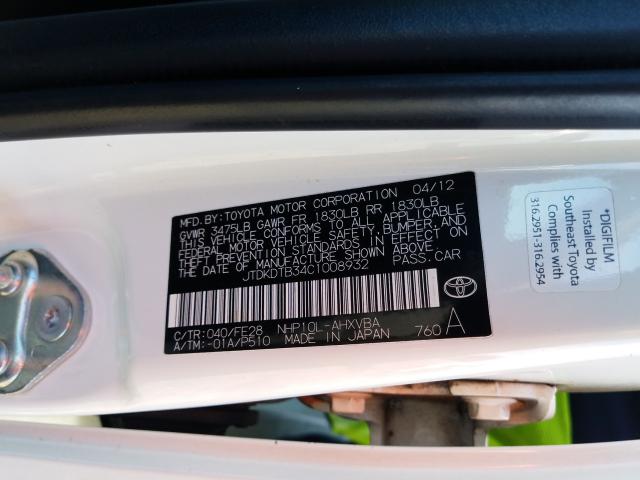 MFD.BY:TOYOTA MOTOR CORPORATION 04/12
GVWR 3475LB GAWR FR 1830LB RR 1830LB
THIS VEHICLE CONFORMS TO ALL APPLICABLE
FEDERAL MOTOR VEHICLE SAFETY, BUMPER, AND
THEFT PREVENTION STANDARDS IN EFFECT ON
THE DATE OF MANUFACTURE SHOWN ABOVE.
JTDKDTB34C1008932 PASS.CAR
C/TR:040/FE28 NHP10L-AHXVBA
A/TM:-01A/P510 MADE IN JAPAN 760A
*DIGIFILM
Installed by
Southeast Toyota
Complies with
316.2951-316.2954